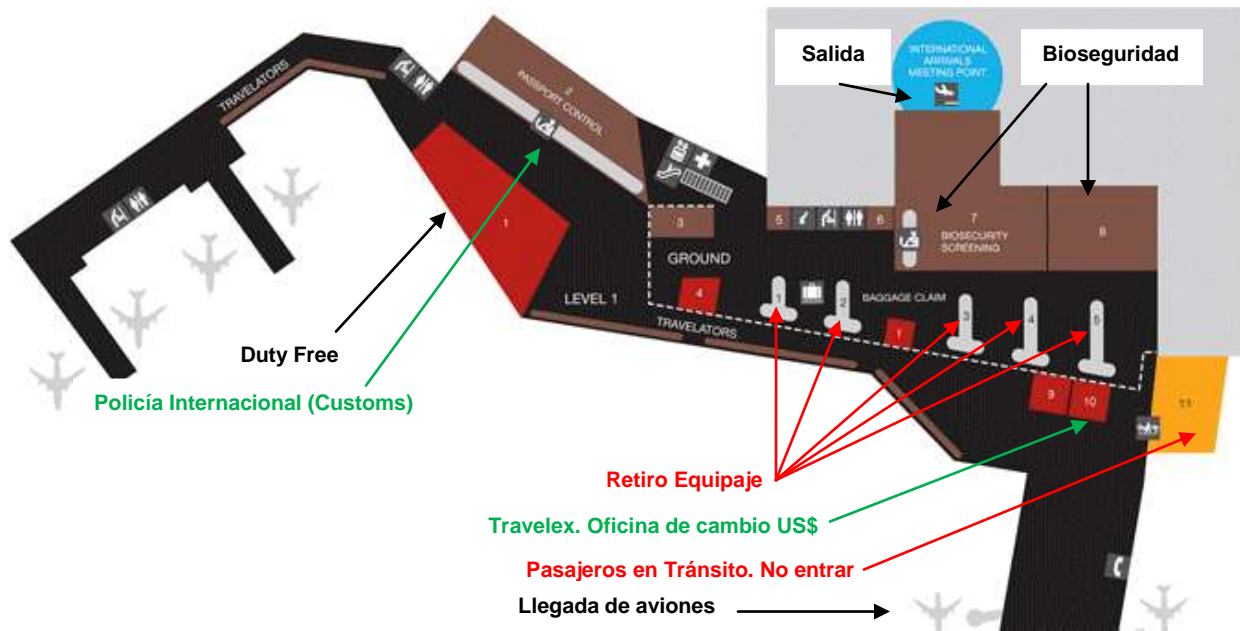 Salida
INTERNATIONAL
ARRIVALS
MEETING POINT
Bioseguridad
TRAVELATORS
2
PASSPORT CONTROL
1
3
5
6
7
BIOSECURITY
SCREENING
8
GROUND
4
LEVEL 1
1
2
BAGGAGE CLAIM
3
4
5
TRAVELATORS
1
9
10
11
Duty Free
Policía Internacional (Customs)
Retiro Equipaje
Travelex. Oficina de cambio US$
Pasajeros en Tránsito. No entrar
Llegada de aviones